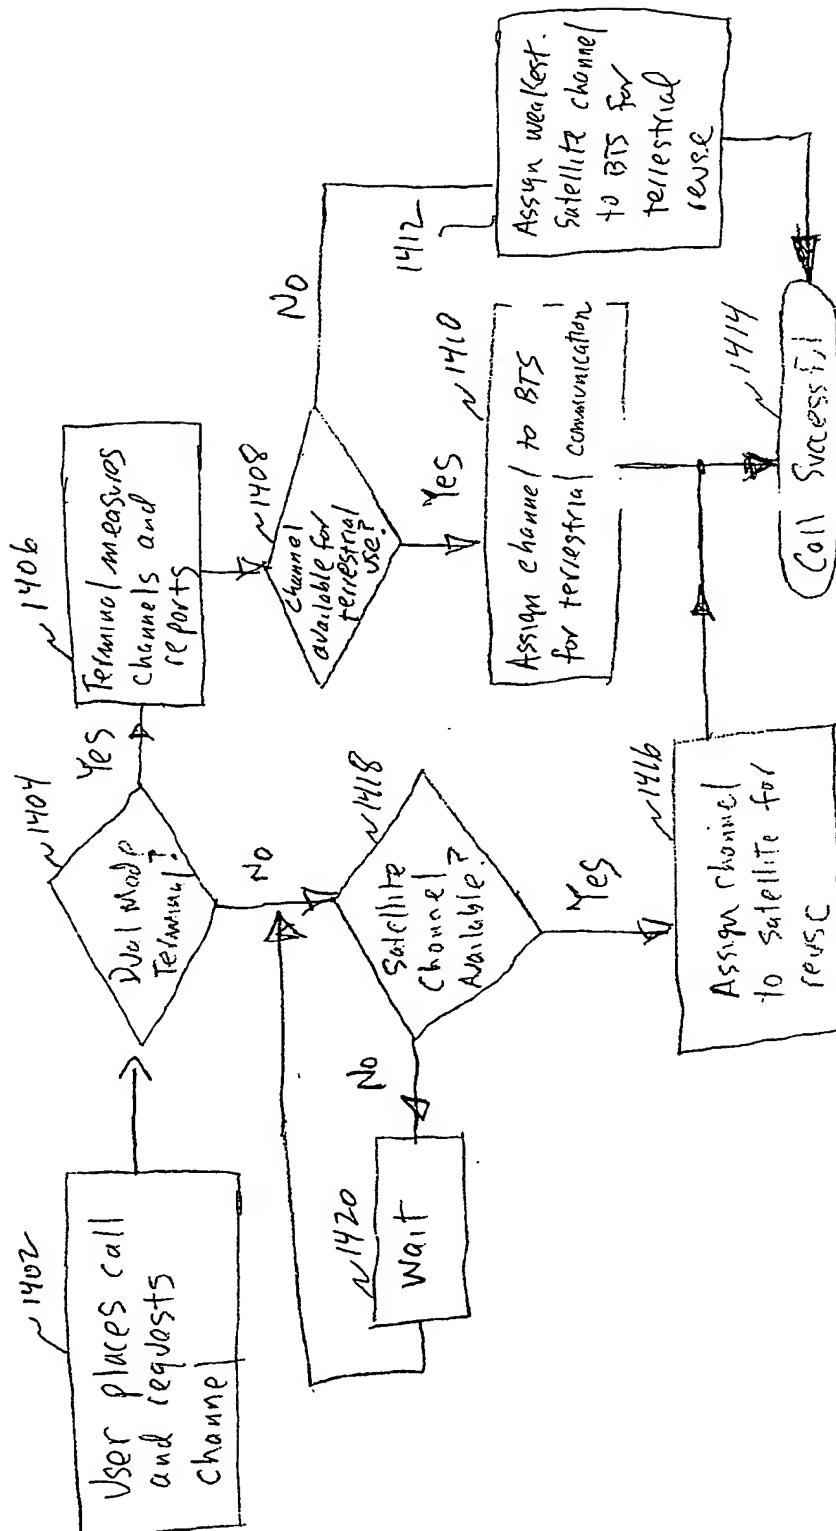 1402
User places call
and requests
channel
1404
Dual Mode
Terminal?
Yes
1406
Terminal measures
channels and
reports
1408
Channel
available for
terrestrial
use?
No
1412
Assign weakest
Satellite channel
to BTS for
terrestrial
reuse
Yes
1410
Assign channel to BTS
for terrestrial communication
1414
Call Successful
No
1418
Satellite
Channel
Available?
No
1420
Wait
Yes
1416
Assign channel
to satellite for
reuse